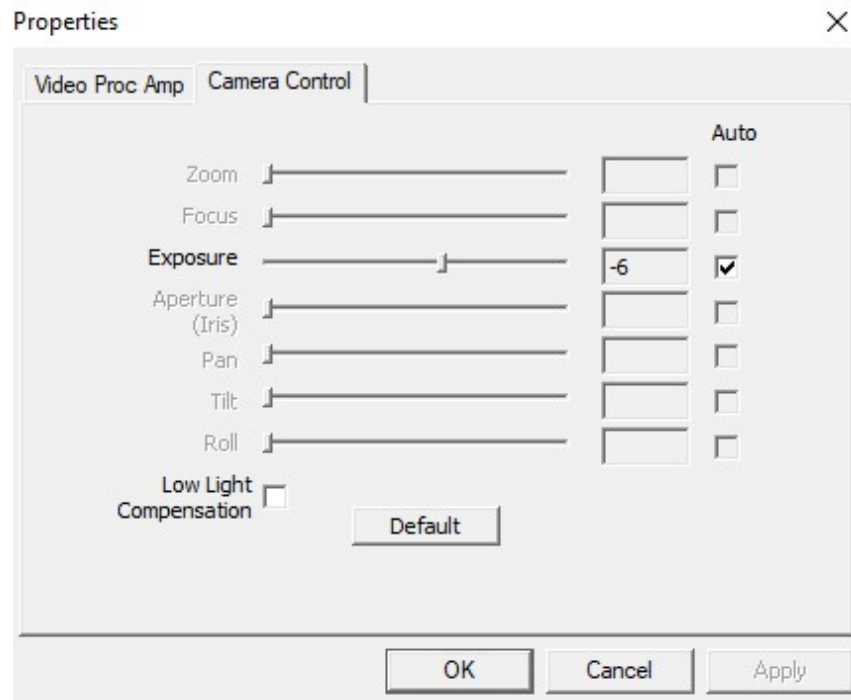 Properties
Video Proc Amp
Camera Control
Auto
Zoom
Focus
Exposure
-6
Aperture
(Iris)
Pan
Tilt
Roll
Low Light
Compensation
Default
OK
Cancel
Apply